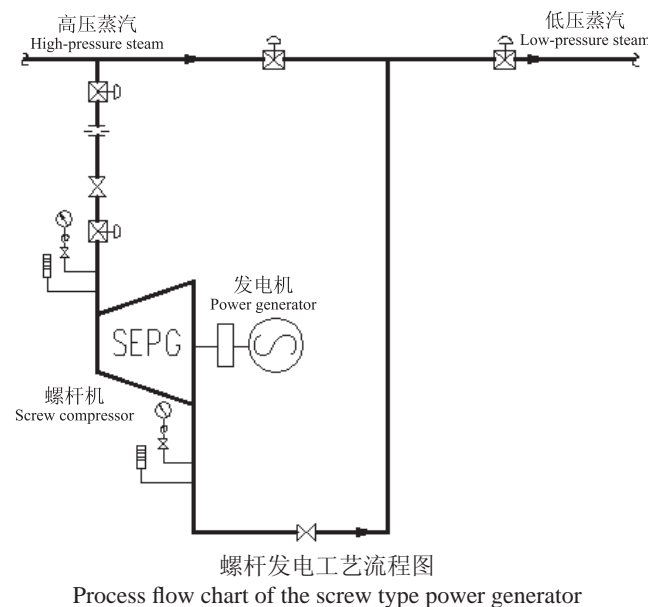 高压蒸汽
High-pressure steam
低压蒸汽
Low-pressure steam
发电机
Power generator
SEPG
螺杆机
Screw compressor
螺杆发电工艺流程图
Process flow chart of the screw type power generator